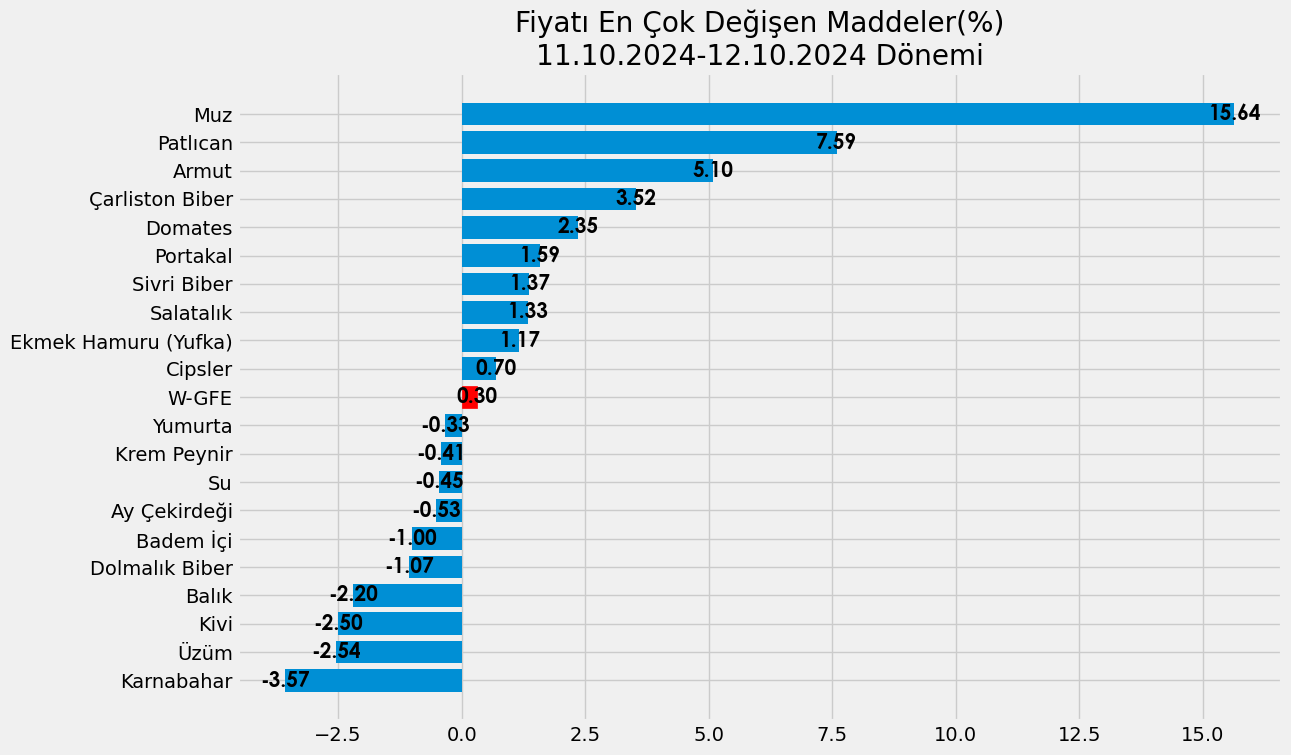 Fiyatı En Çok Değişen Maddeler(%)
11.10.2024-12.10.2024 Dönemi
Muz 15.64
Patlıcan 7.59
Armut 5.10
Çarliston Biber 3.52
Domates 2.35
Portakal 1.59
Sivri Biber 1.37
Salatalık 1.33
Ekmek Hamuru (Yufka) 1.17
Cipsler 0.70
W-GFE 0.30
Yumurta -0.33
Krem Peynir -0.41
Su -0.45
Ay Çekirdeği -0.53
Badem İçi -1.00
Dolmalık Biber -1.07
Balık -2.20
Kivi -2.50
Üzüm -2.54
Karnabahar -3.57
−2.5 0.0 2.5 5.0 7.5 10.0 12.5 15.0